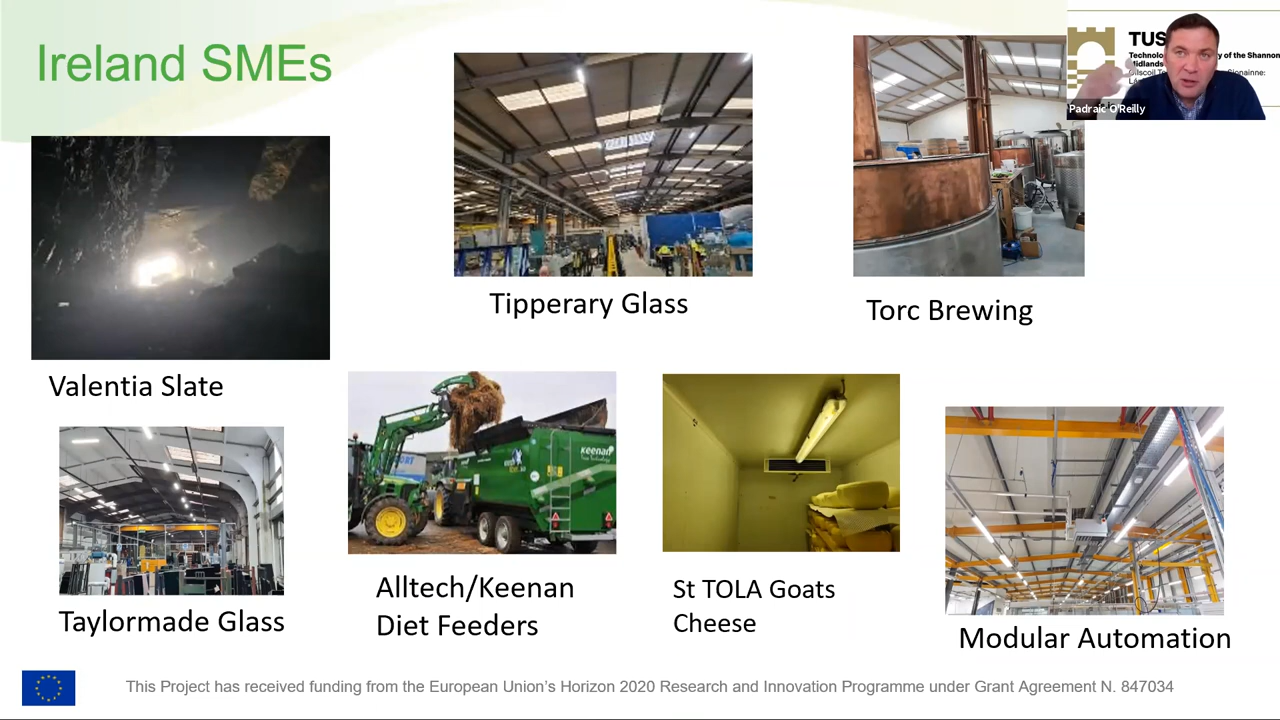 Ireland SMEs
TUS
Padraic O'Reilly
Tipperary Glass
Torc Brewing
Valentia Slate
Keenan
Taylormade Glass
Alltech/Keenan
Diet Feeders
St TOLA Goats
Cheese
Modular Automation
This Project has received funding from the European Union's Horizon 2020 Research and Innovation Programme under Grant Agreement N. 847034